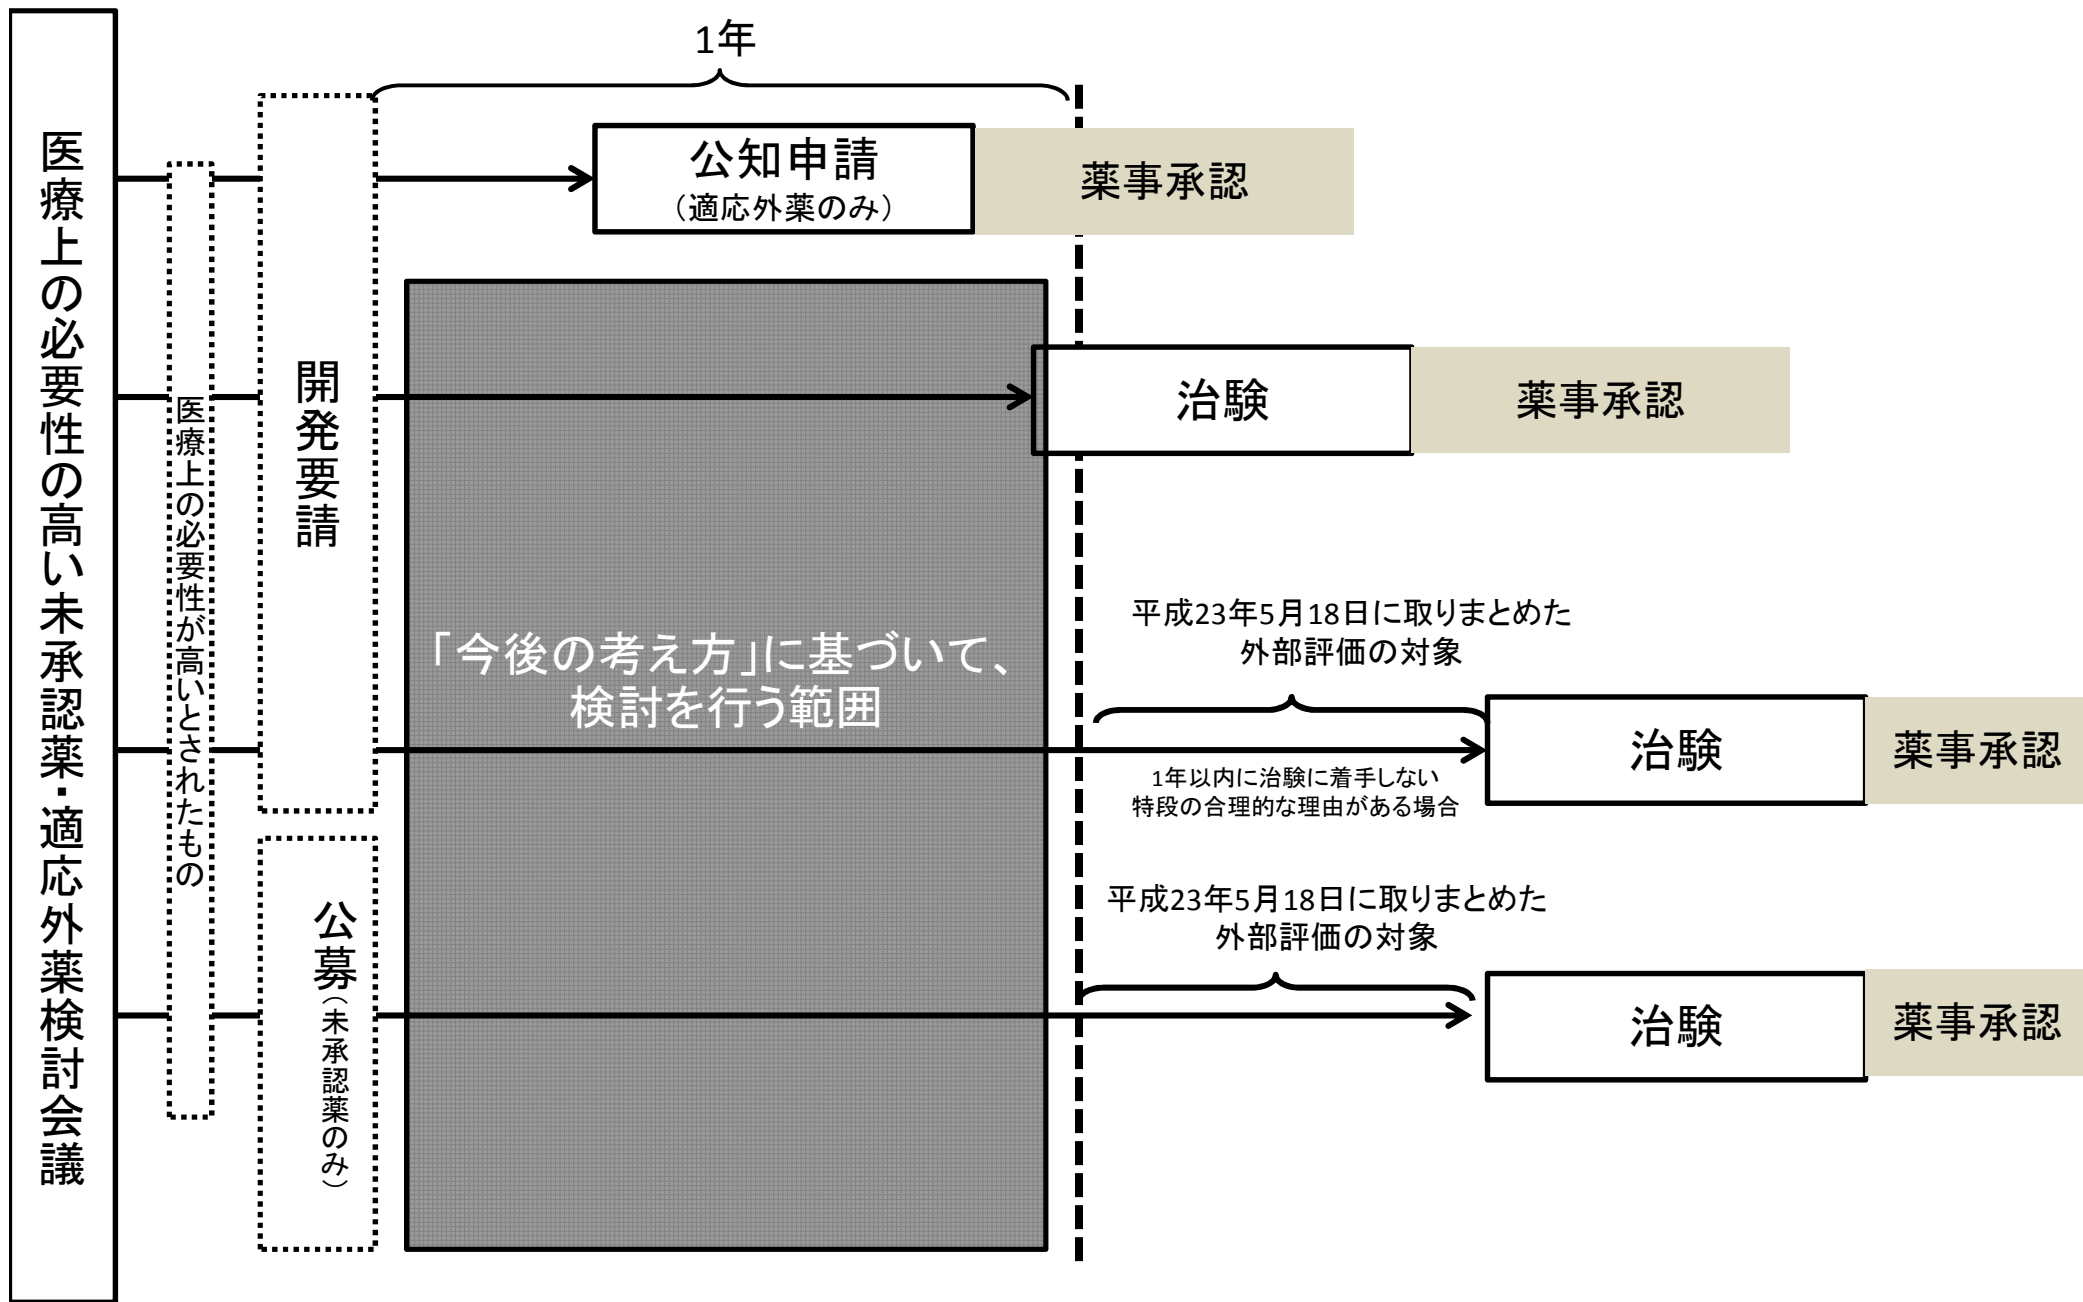 医療上の必要性の高い未承認薬・適応外薬検討会議
医療上の必要性が高いとされたもの
開発要請
公募(未承認薬のみ)
1年
公知申請
(適応外薬のみ)
薬事承認
「今後の考え方」に基づいて、
検討を行う範囲
治験
薬事承認
平成23年5月18日に取りまとめた
外部評価の対象
1年以内に治験に着手しない
特段の合理的な理由がある場合
治験
薬事承認
平成23年5月18日に取りまとめた
外部評価の対象
治験
薬事承認